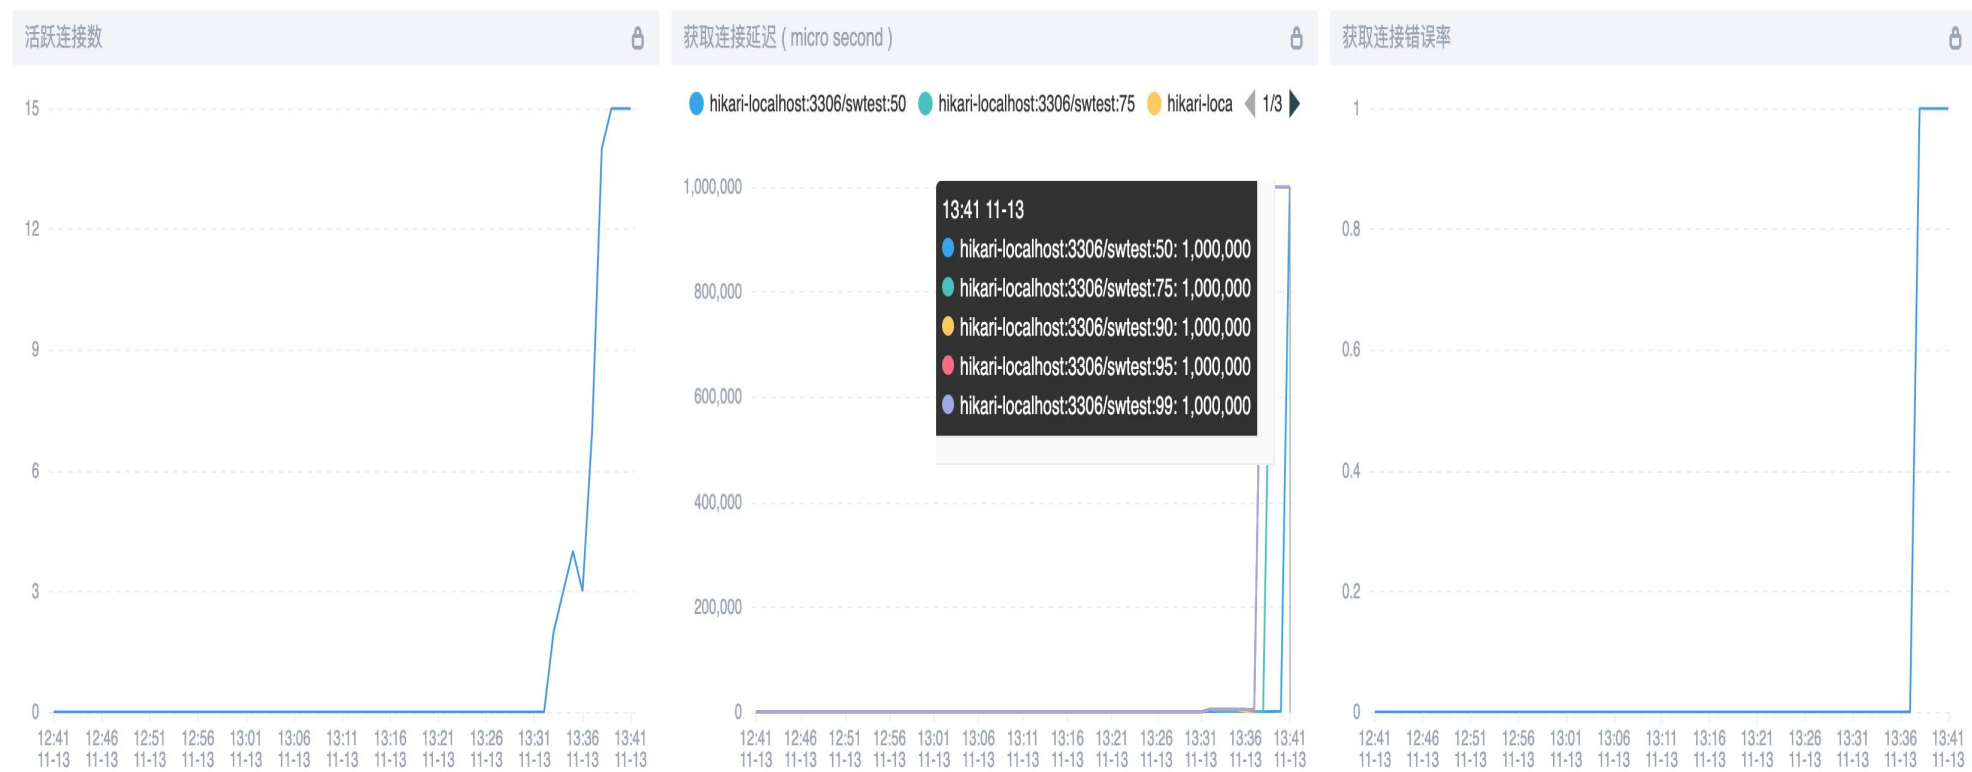 活跃连接数
15
12
9
6
3
0
12:41 12:46 12:51 12:56 13:01 13:06 13:11 13:16 13:21 13:26 13:31 13:36 13:41
11-13 11-13 11-13 11-13 11-13 11-13 11-13 11-13 11-13 11-13 11-13 11-13 11-13
获取连接延迟 ( micro second )
hikari-localhost:3306/swtest:50 hikari-localhost:3306/swtest:75 hikari-loca 1/3
1,000,000
800,000
600,000
400,000
200,000
0
13:41 11-13
hikari-localhost:3306/swtest:50: 1,000,000
hikari-localhost:3306/swtest:75: 1,000,000
hikari-localhost:3306/swtest:90: 1,000,000
hikari-localhost:3306/swtest:95: 1,000,000
hikari-localhost:3306/swtest:99: 1,000,000
12:41 12:46 12:51 12:56 13:01 13:06 13:11 13:16 13:21 13:26 13:31 13:36 13:41
11-13 11-13 11-13 11-13 11-13 11-13 11-13 11-13 11-13 11-13 11-13 11-13 11-13
获取连接错误率
1
0.8
0.6
0.4
0.2
0
12:41 12:46 12:51 12:56 13:01 13:06 13:11 13:16 13:21 13:26 13:31 13:36 13:41
11-13 11-13 11-13 11-13 11-13 11-13 11-13 11-13 11-13 11-13 11-13 11-13 11-13